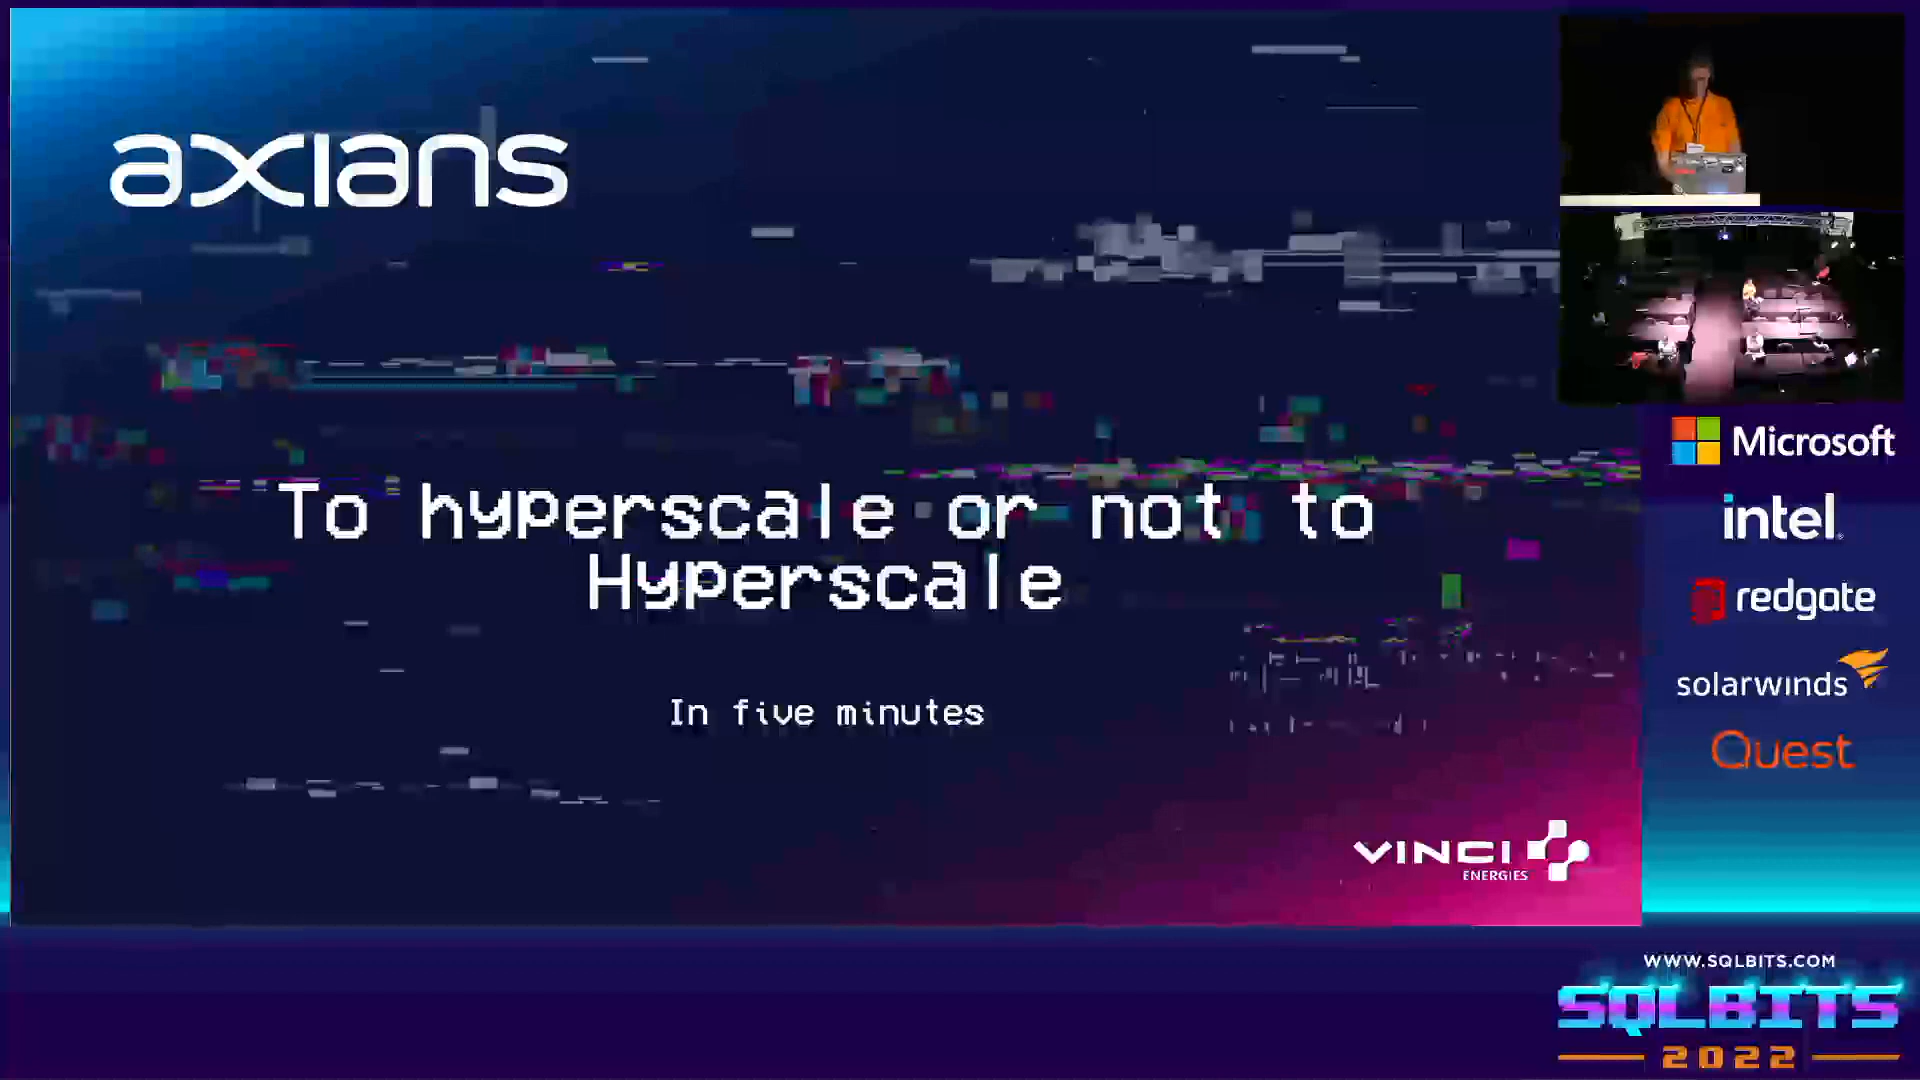 axians
To hyperscale or not to
Hyperscale
In five minutes
VINCI
ENERGIES
Microsoft
intel.
redgate
solarwinds
Quest
WWW.SQLBITS.COM
SQLBITS
2022